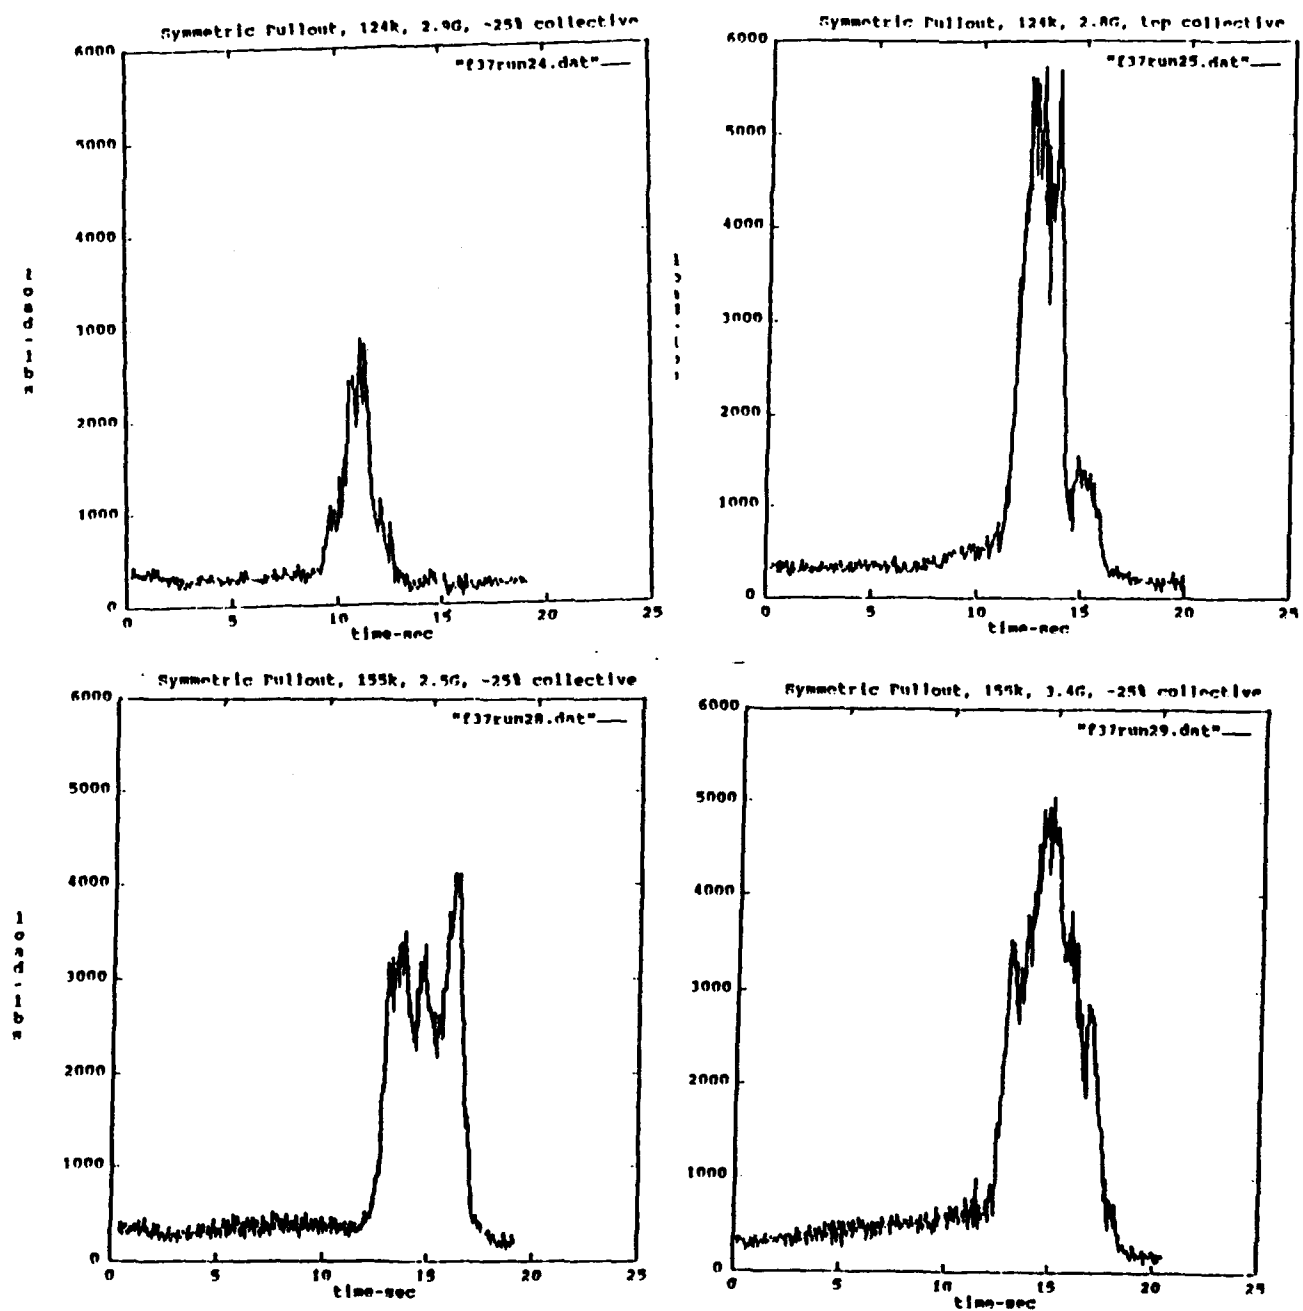 Symmetric Pullout, 124k, 2.9G, ~25% collective
"f37run24.dat"
6000
5000
4000
3000
2000
1000
0
0 5 10 15 20 25
time-sec
load-lbs
Symmetric Pullout, 124k, 2.8G, top collective
"f37run25.dat"
6000
5000
4000
3000
2000
1000
0
0 5 10 15 20 25
time-sec
Symmetric Pullout, 155k, 2.5G, ~25% collective
"f37run28.dat"
6000
5000
4000
3000
2000
1000
0
0 5 10 15 20 25
time-sec
load-lbs
Symmetric Pullout, 155k, 3.4G, ~25% collective
"f37run29.dat"
6000
5000
4000
3000
2000
1000
0
0 5 10 15 20 25
time-sec